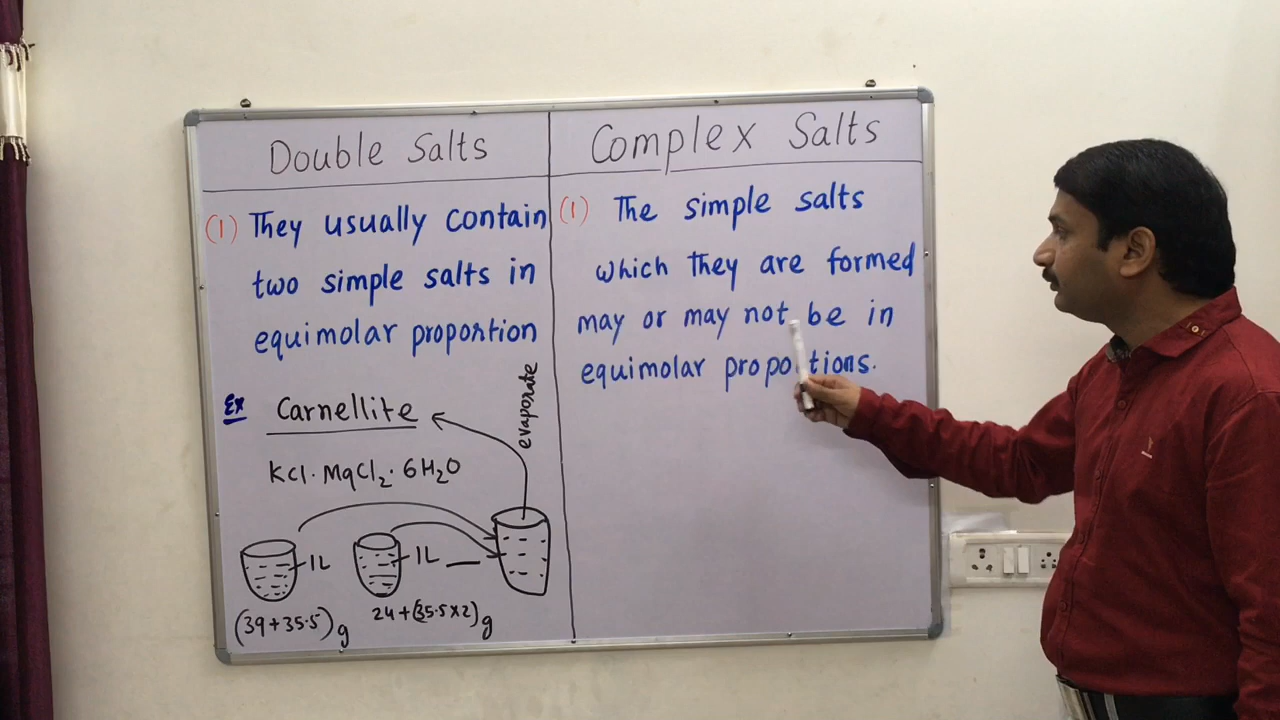 Double Salts
(1) They usually contain
two simple salts in
equimolar proportion
Ex Carnellite
evaporate
KCl·MgCl2·6H2O
1L
1L
(39+35.5)g
24+(35.5×2)g
Complex Salts
(1) The simple salts
which they are formed
may or may not be in
equimolar propotions.